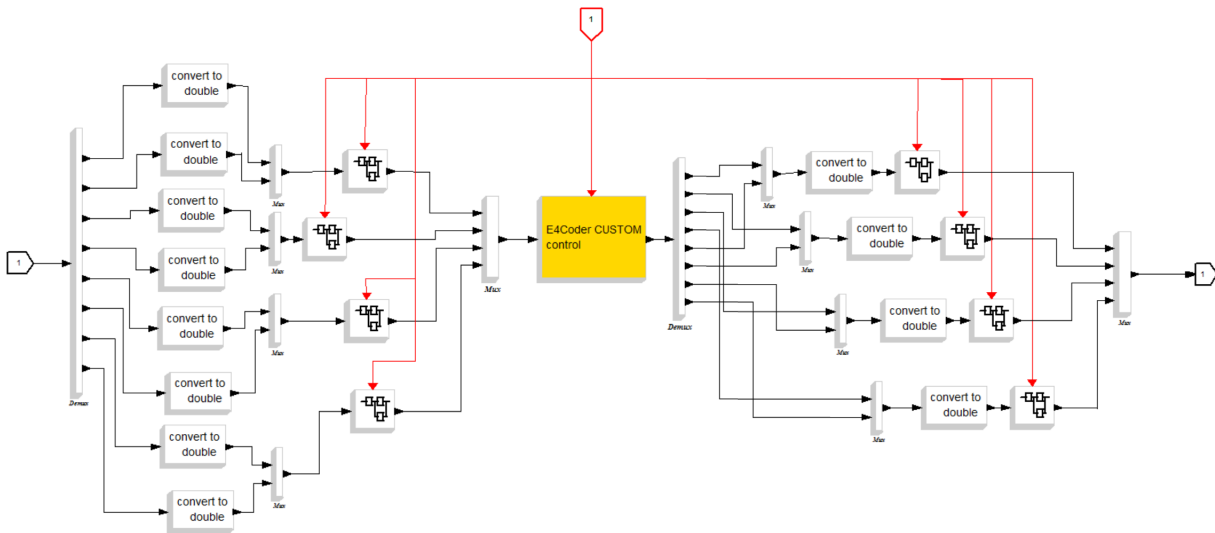 1
convert to
double
convert to
double
convert to
double
convert to
double
convert to
double
convert to
double
convert to
double
convert to
double
Demux
Mux
Mux
Mux
Mux
1
Mux
E4Coder CUSTOM
control
Demux
Mux
convert to
double
Mux
convert to
double
Mux
convert to
double
Mux
convert to
double
Mux
1